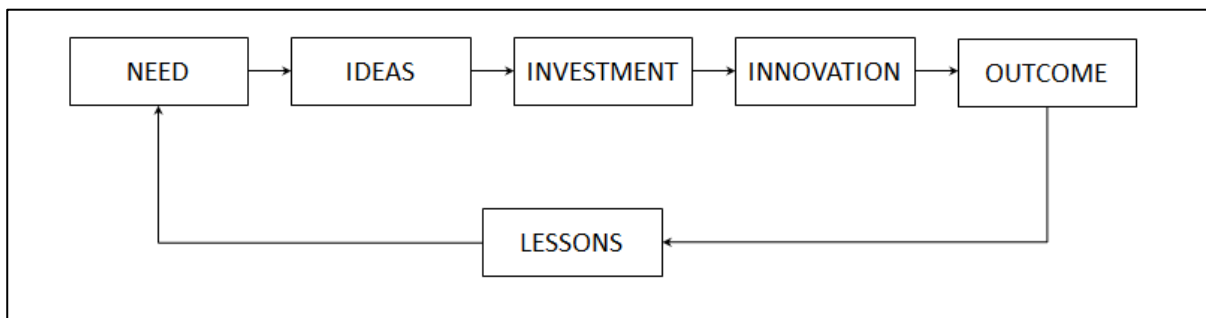 NEED
IDEAS
INVESTMENT
INNOVATION
OUTCOME
LESSONS